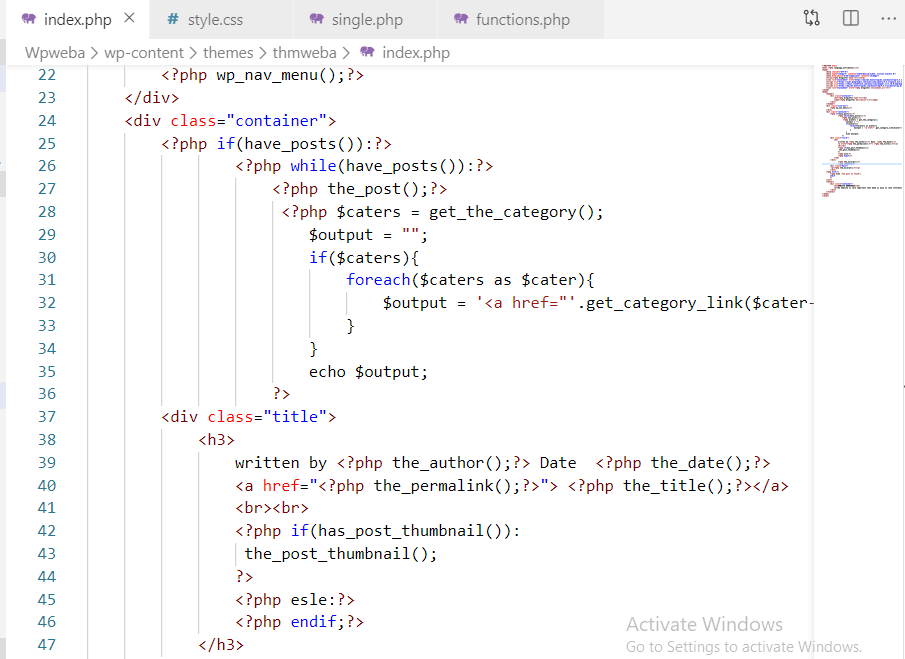 index.php × # style.css single.php functions.php ...
Wpweba > wp-content > themes > thmweba > index.php
22 <?php wp_nav_menu();?>
23 </div>
24 <div class="container">
25 <?php if(have_posts()):?>
26 <?php while(have_posts()):?>
27 <?php the_post();?>
28 <?php $caters = get_the_category();
29 $output = "";
30 if($caters){
31 foreach($caters as $cater){
32 $output = '<a href="'.get_category_link($cater-
33 }
34 }
35 echo $output;
36 ?>
37 <div class="title">
38 <h3>
39 written by <?php the_author();?> Date <?php the_date();?>
40 <a href="<?php the_permalink();?>"> <?php the_title();?></a>
41 <br><br>
42 <?php if(has_post_thumbnail()):
43 the_post_thumbnail();
44 ?>
45 <?php esle:?>
46 <?php endif;?>
47 </h3>
Activate Windows
Go to Settings to activate Windows.